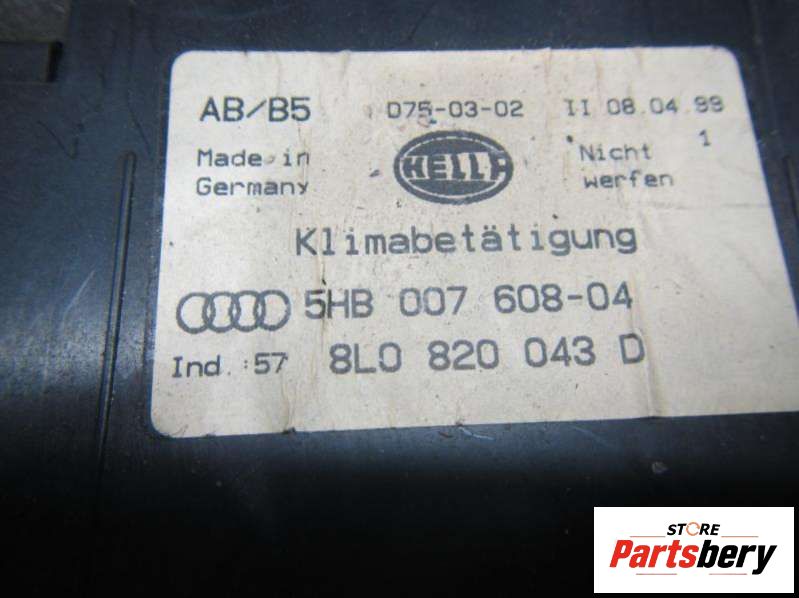 AB/B5 D75-03-02 II 08.04.99
Made in Germany
HELLA
Nicht werfen 1
Klimabetätigung
5HB 007 608-04
Ind.:57 8L0 820 043 D
STORE
Partsbery